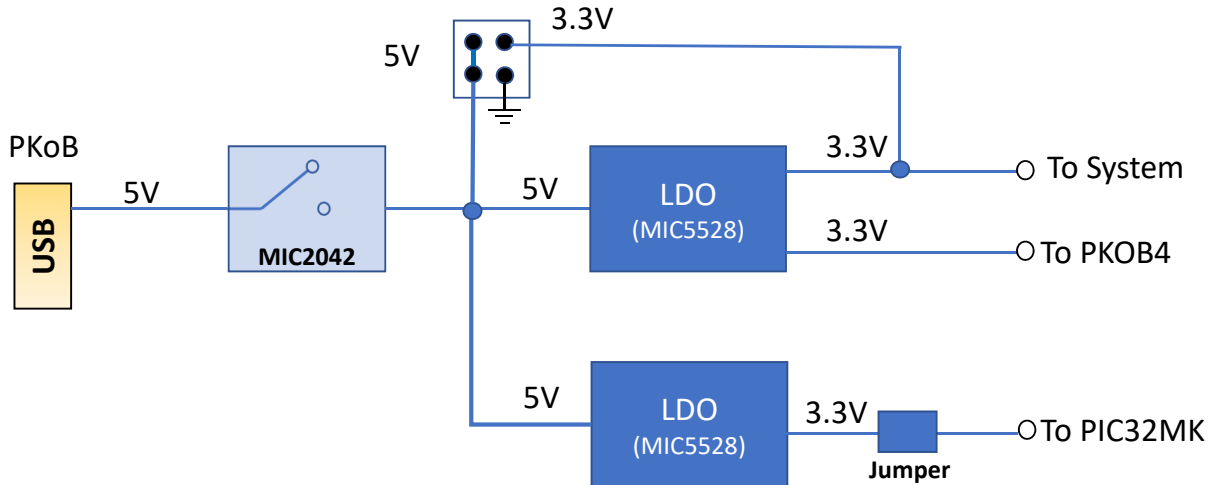 3.3V
5V
PKoB
USB
5V
MIC2042
5V
LDO
(MIC5528)
3.3V
To System
3.3V
To PKOB4
5V
LDO
(MIC5528)
3.3V
Jumper
To PIC32MK